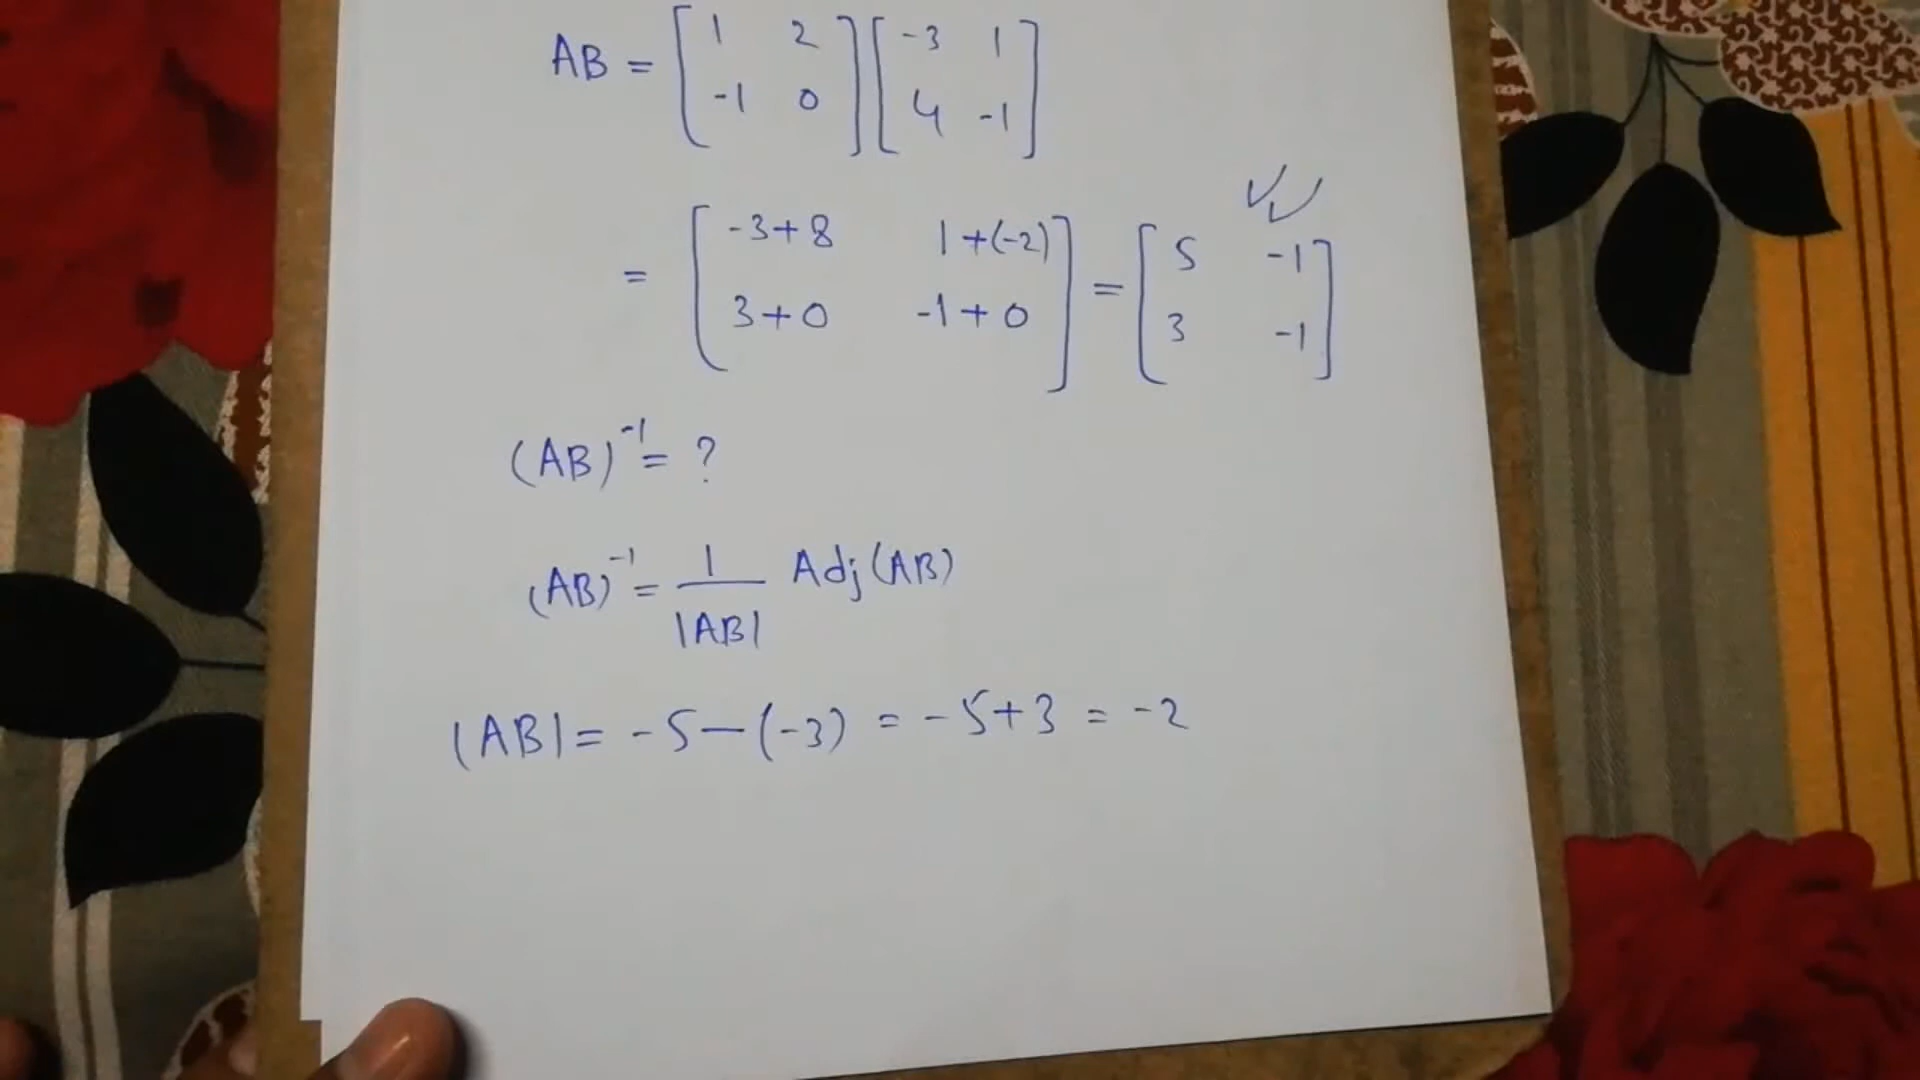 AB = [1 2 -1 0] [-3 1 4 -1]
= [-3+8 1+(-2) 3+0 -1+0] = [5 -1 3 -1]
(AB)⁻¹ = ?
(AB)⁻¹ = 1/|AB| Adj(AB)
|AB| = -5-(-3) = -5+3 = -2